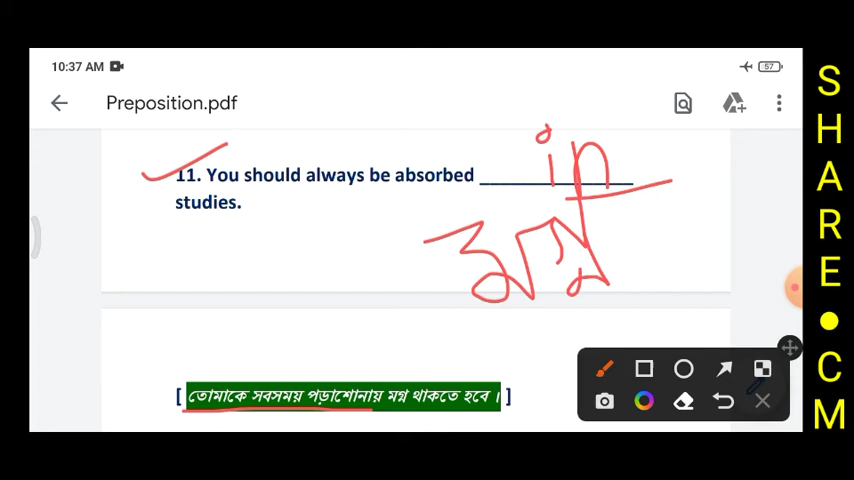 10:37 AM
57
Preposition.pdf
in
11. You should always be absorbed ____________
studies.
মগ্ন
[ তোমাকে সবসময় পড়াশোনায় মগ্ন থাকতে হবে । ]
SHARE • CM